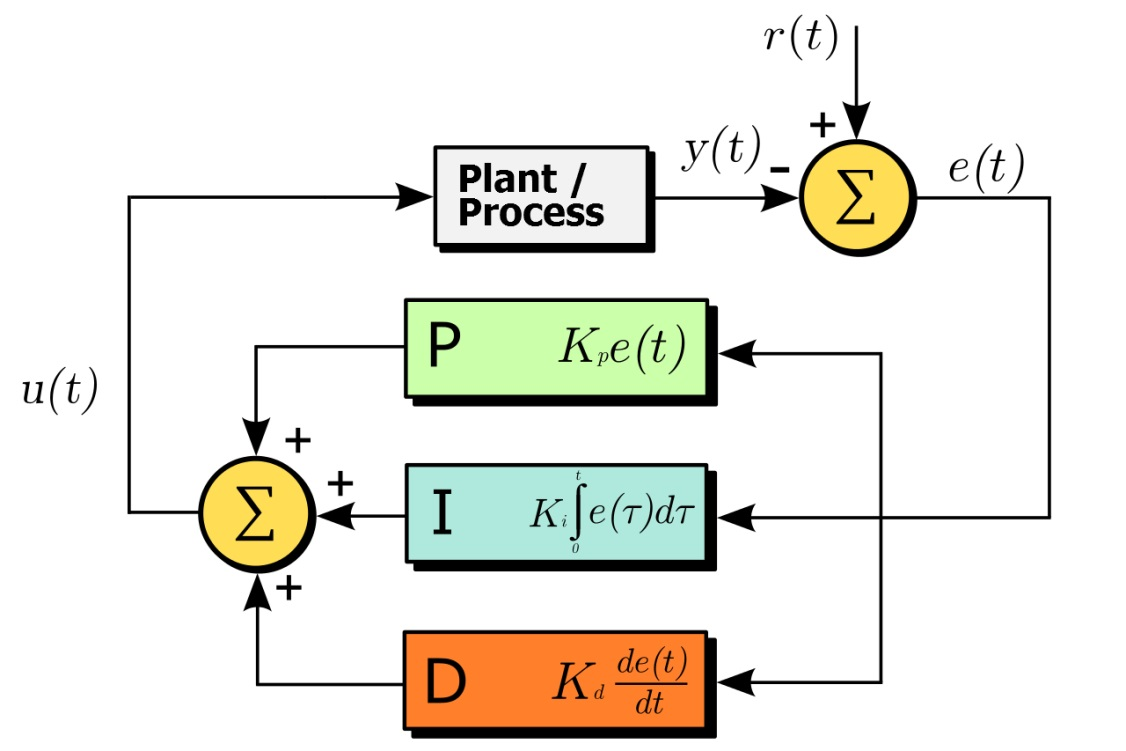 r(t)
+
y(t)
-
Σ
e(t)
Plant /
Process
P K_p e(t)
u(t)
+
+
Σ
I K_i ∫_0^t e(τ)dτ
+
D K_d de(t)/dt